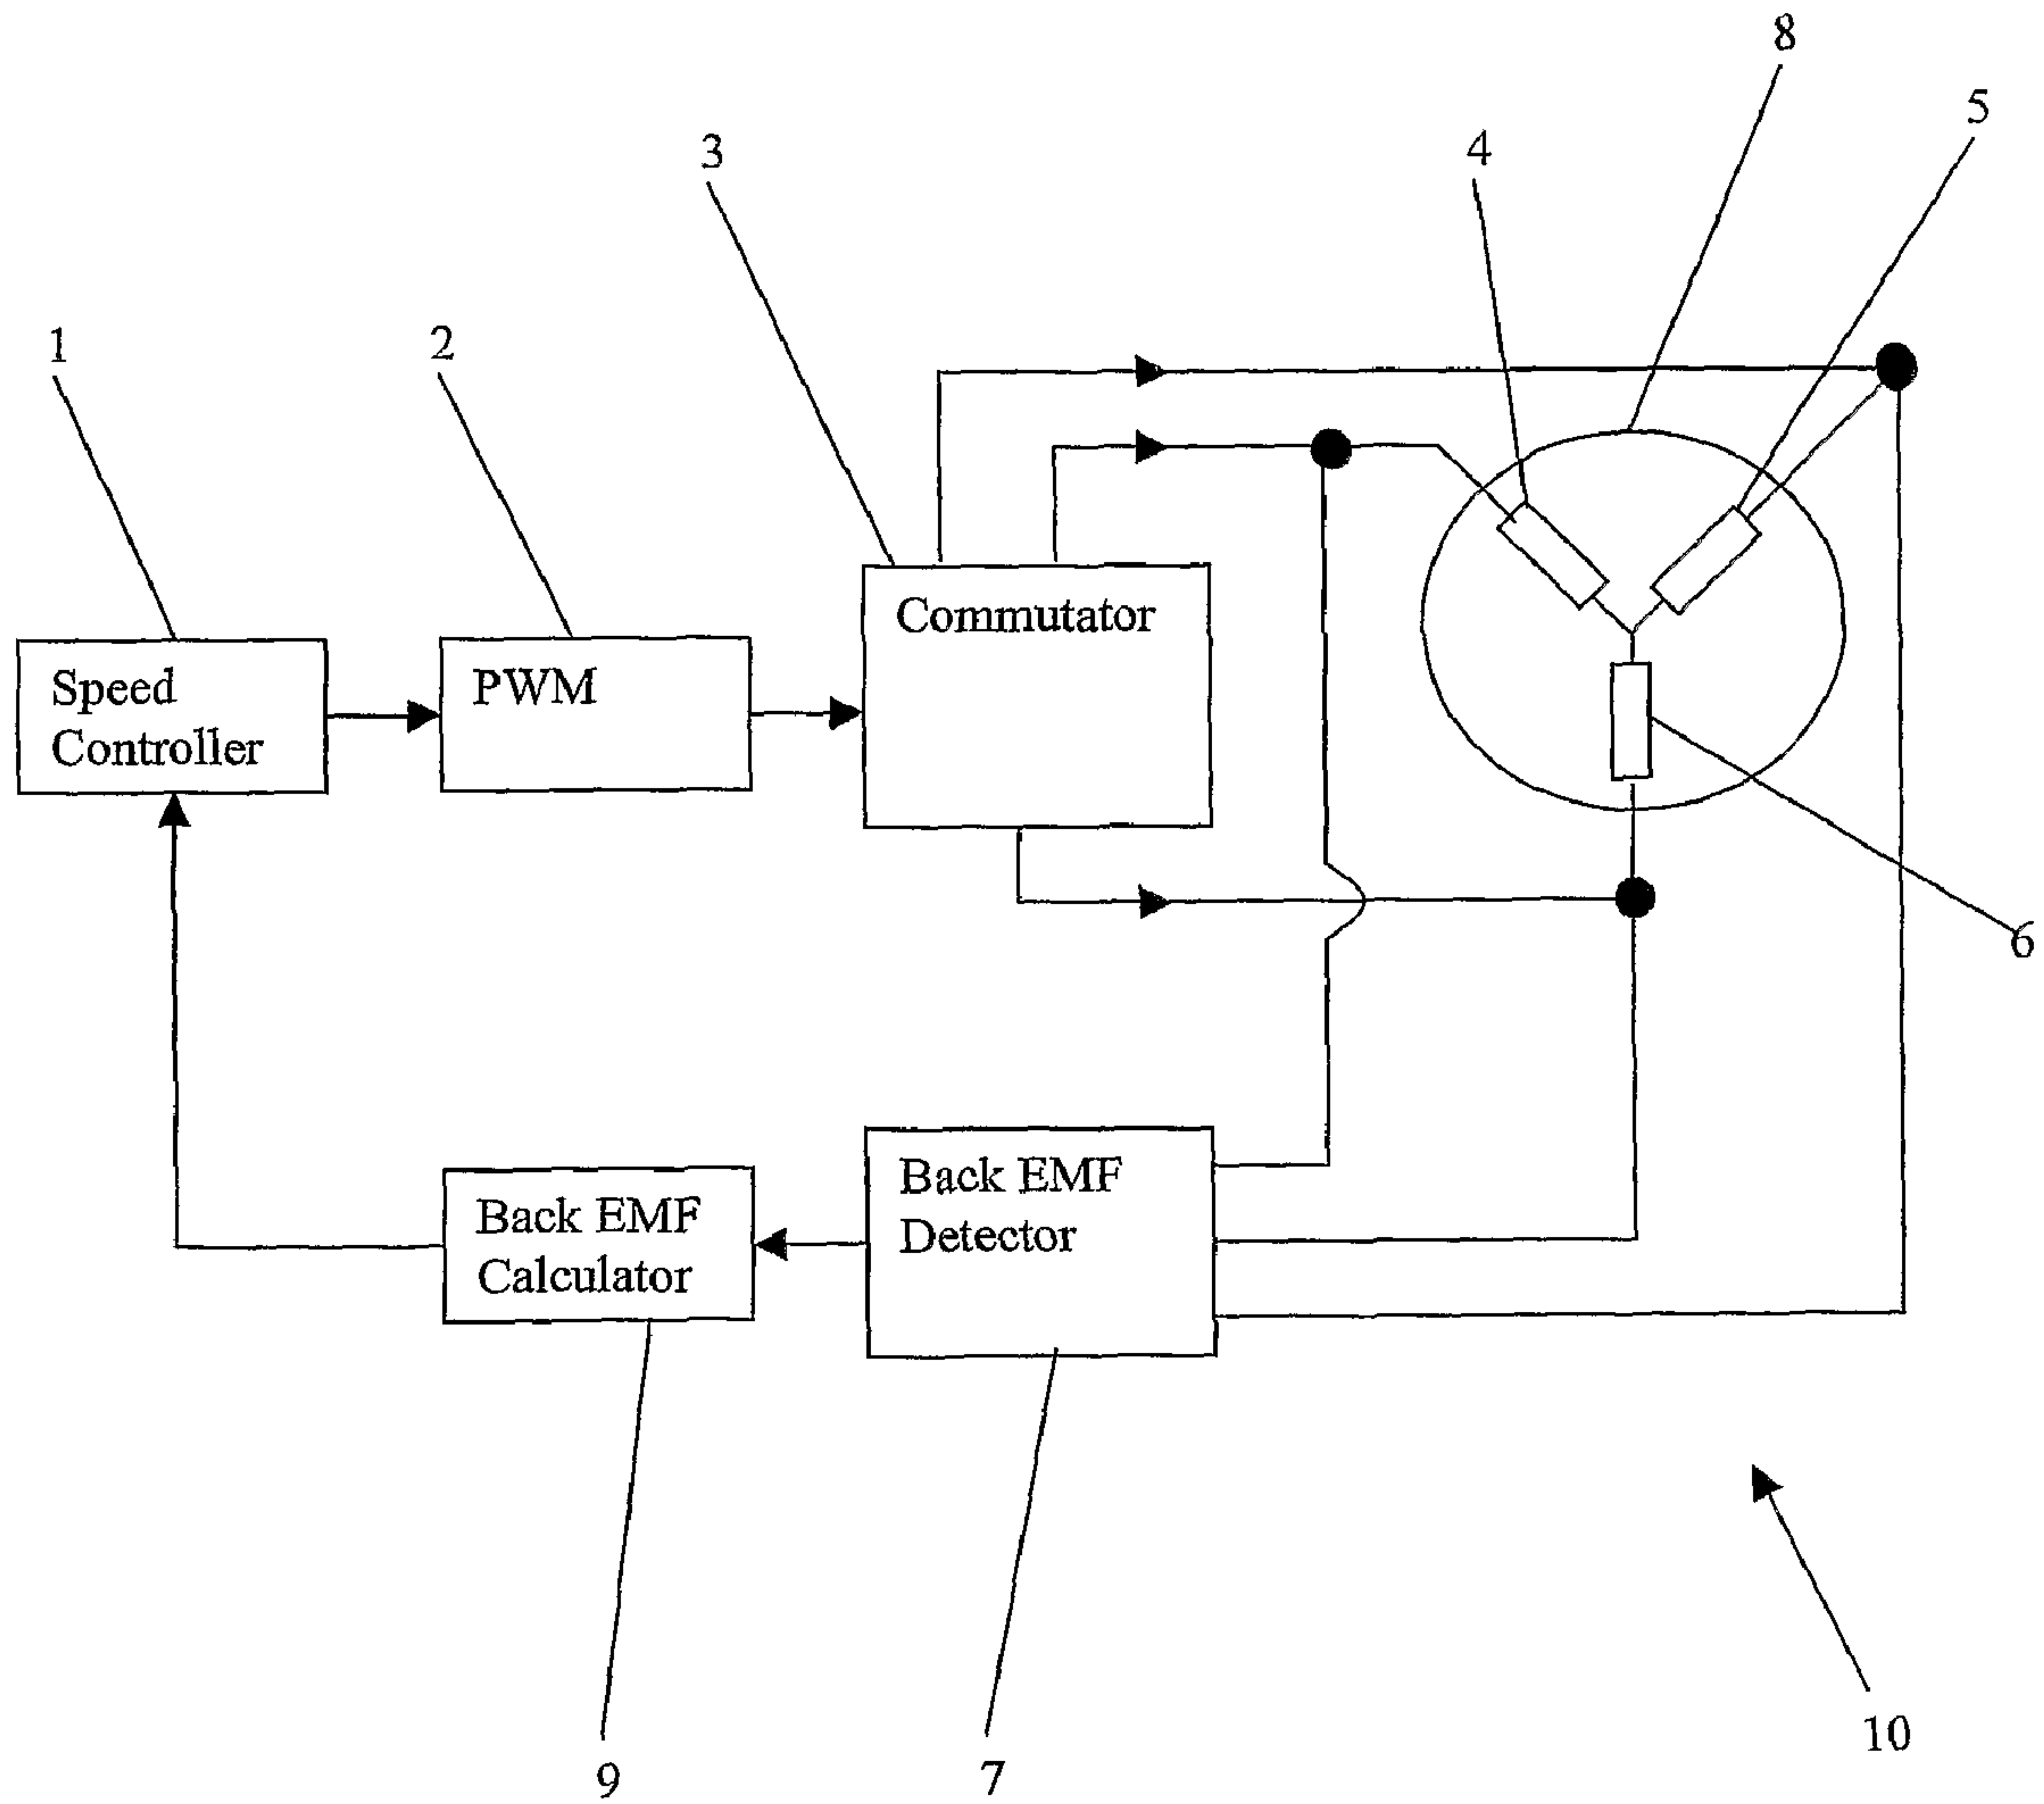 8
5
3
4
1
2
Commutator
Speed
Controller
PWM
6
Back EMF
Detector
Back EMF
Calculator
10
9
7